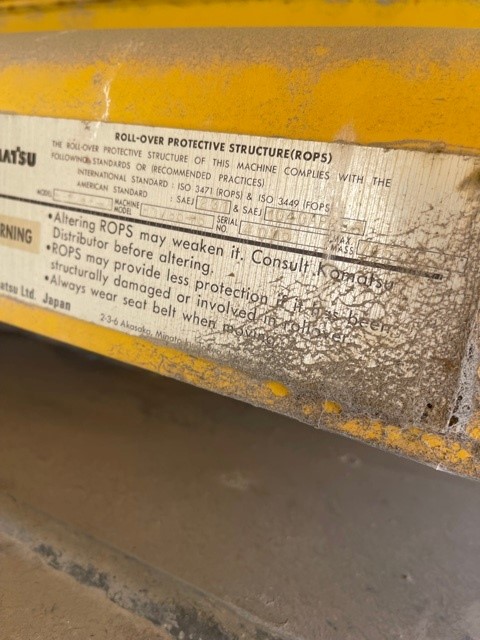 ROLL-OVER PROTECTIVE STRUCTURE(ROPS)
THE ROLL-OVER PROTECTIVE STRUCTURE OF THIS MACHINE COMPLIES WITH THE
FOLLOWING STANDARDS OR (RECOMMENDED PRACTICES)
INTERNATIONAL STANDARD : ISO 3471 (ROPS) & ISO 3449 (FOPS
AMERICAN STANDARD : SAEJ & SAEJ
MODEL MACHINE MODEL SERIAL NO. MAX MASS
MATSU
RNING
•Altering ROPS may weaken it. Consult Komatsu
Distributor before altering.
•ROPS may provide less protection if it has been
structurally damaged or involved in rollover.
•Always wear seat belt when moving.
atsu Ltd. Japan
2-3-6 Akasaka, Minato